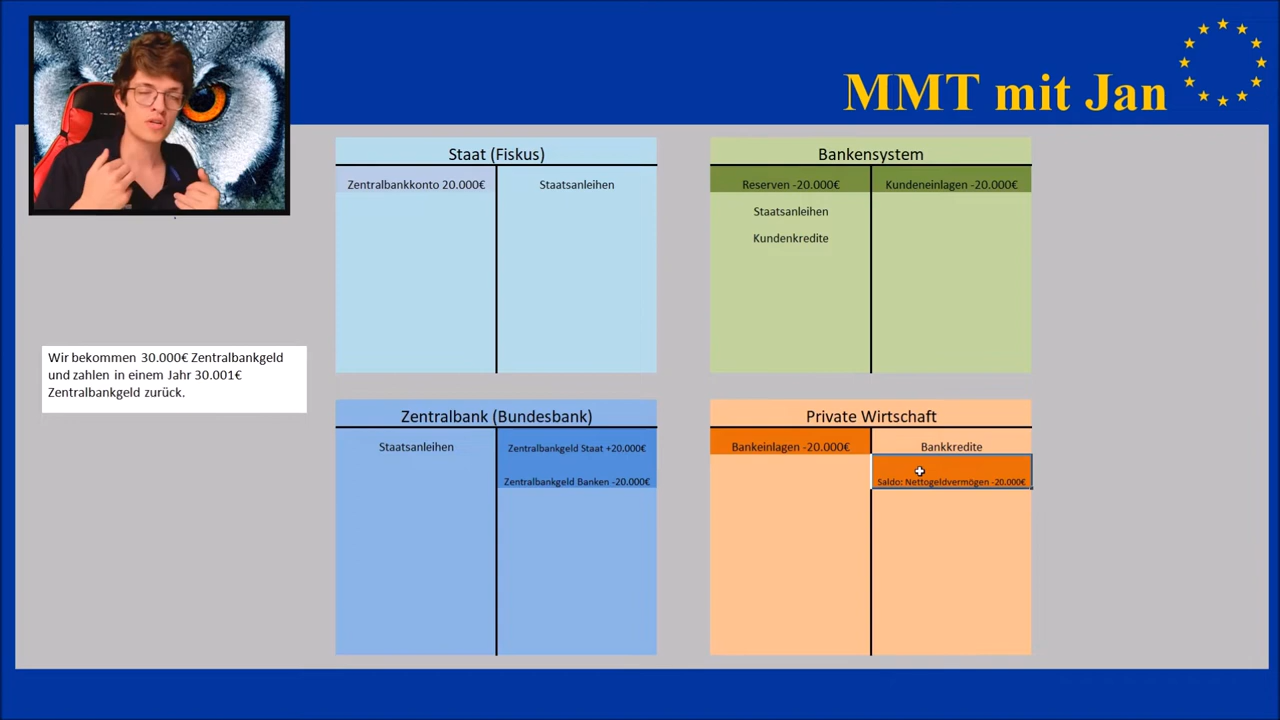 MMT mit Jan
Staat (Fiskus)
Zentralbankkonto 20.000€
Staatsanleihen
Bankensystem
Reserven -20.000€
Kundeneinlagen -20.000€
Staatsanleihen
Kundenkredite
Wir bekommen 30.000€ Zentralbankgeld
und zahlen in einem Jahr 30.001€
Zentralbankgeld zurück.
Zentralbank (Bundesbank)
Staatsanleihen
Zentralbankgeld Staat +20.000€
Zentralbankgeld Banken -20.000€
Private Wirtschaft
Bankeinlagen -20.000€
Bankkredite
Saldo: Nettogeldvermögen -20.000€